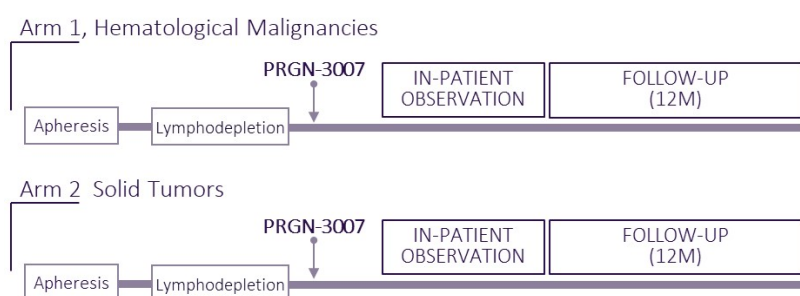 Arm 1, Hematological Malignancies
PRGN-3007
IN-PATIENT
OBSERVATION
FOLLOW-UP
(12M)
Apheresis
Lymphodepletion
Arm 2 Solid Tumors
PRGN-3007
IN-PATIENT
OBSERVATION
FOLLOW-UP
(12M)
Apheresis
Lymphodepletion